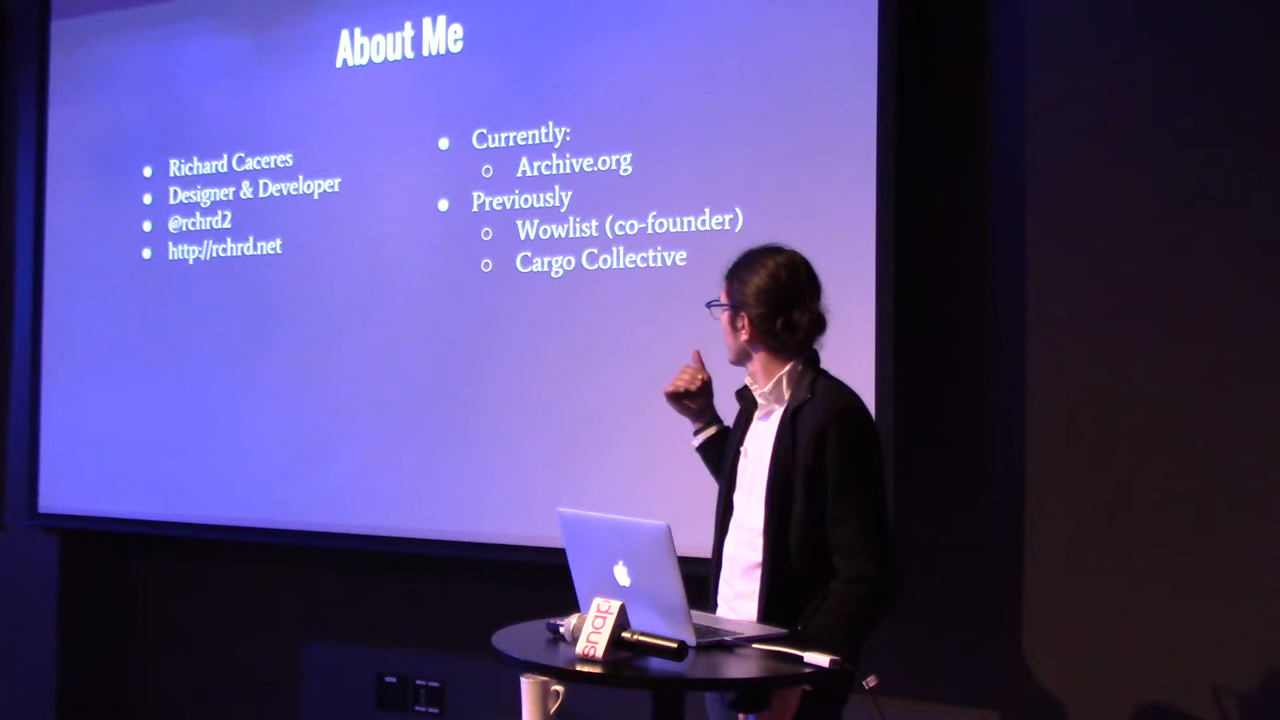 About Me
Richard Caceres
Designer & Developer
@rchrd2
http://rchrd.net
Currently:
Archive.org
Previously
Wowlist (co-founder)
Cargo Collective
snap